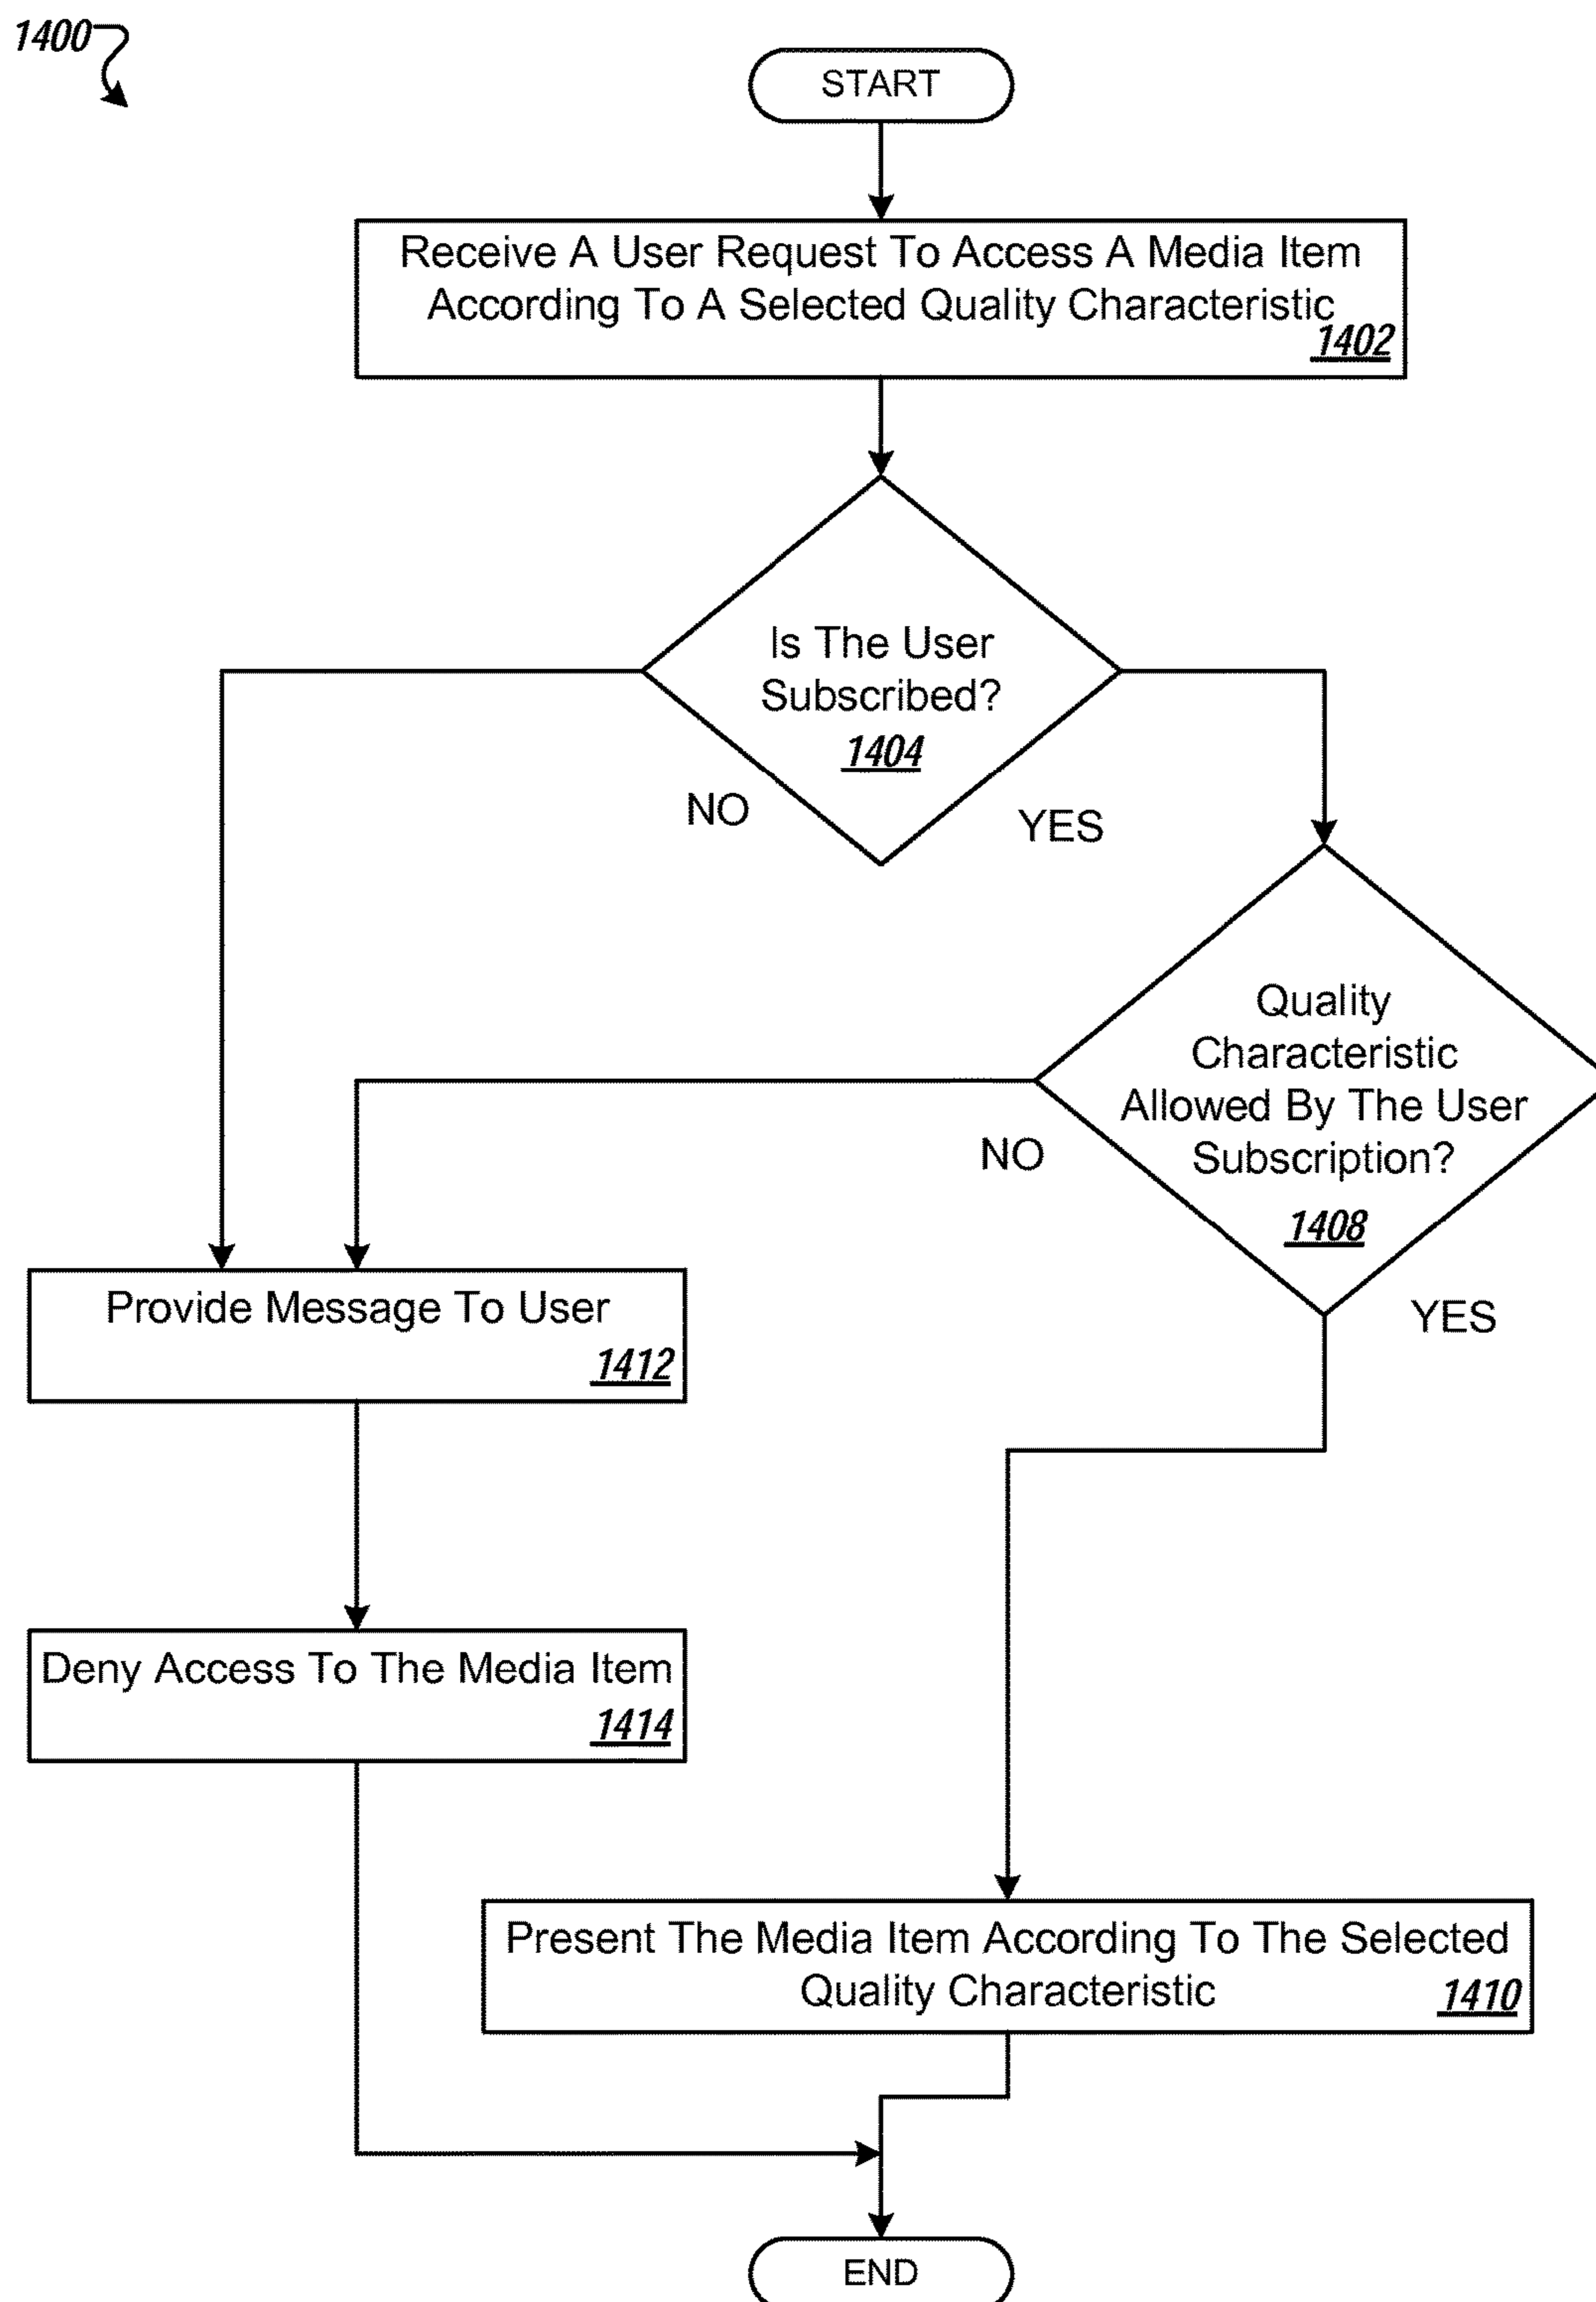 1400
START
Receive A User Request To Access A Media Item
According To A Selected Quality Characteristic
1402
Is The User
Subscribed?
1404
NO
YES
Quality
Characteristic
Allowed By The User
Subscription?
1408
NO
YES
Provide Message To User
1412
Deny Access To The Media Item
1414
Present The Media Item According To The Selected
Quality Characteristic
1410
END